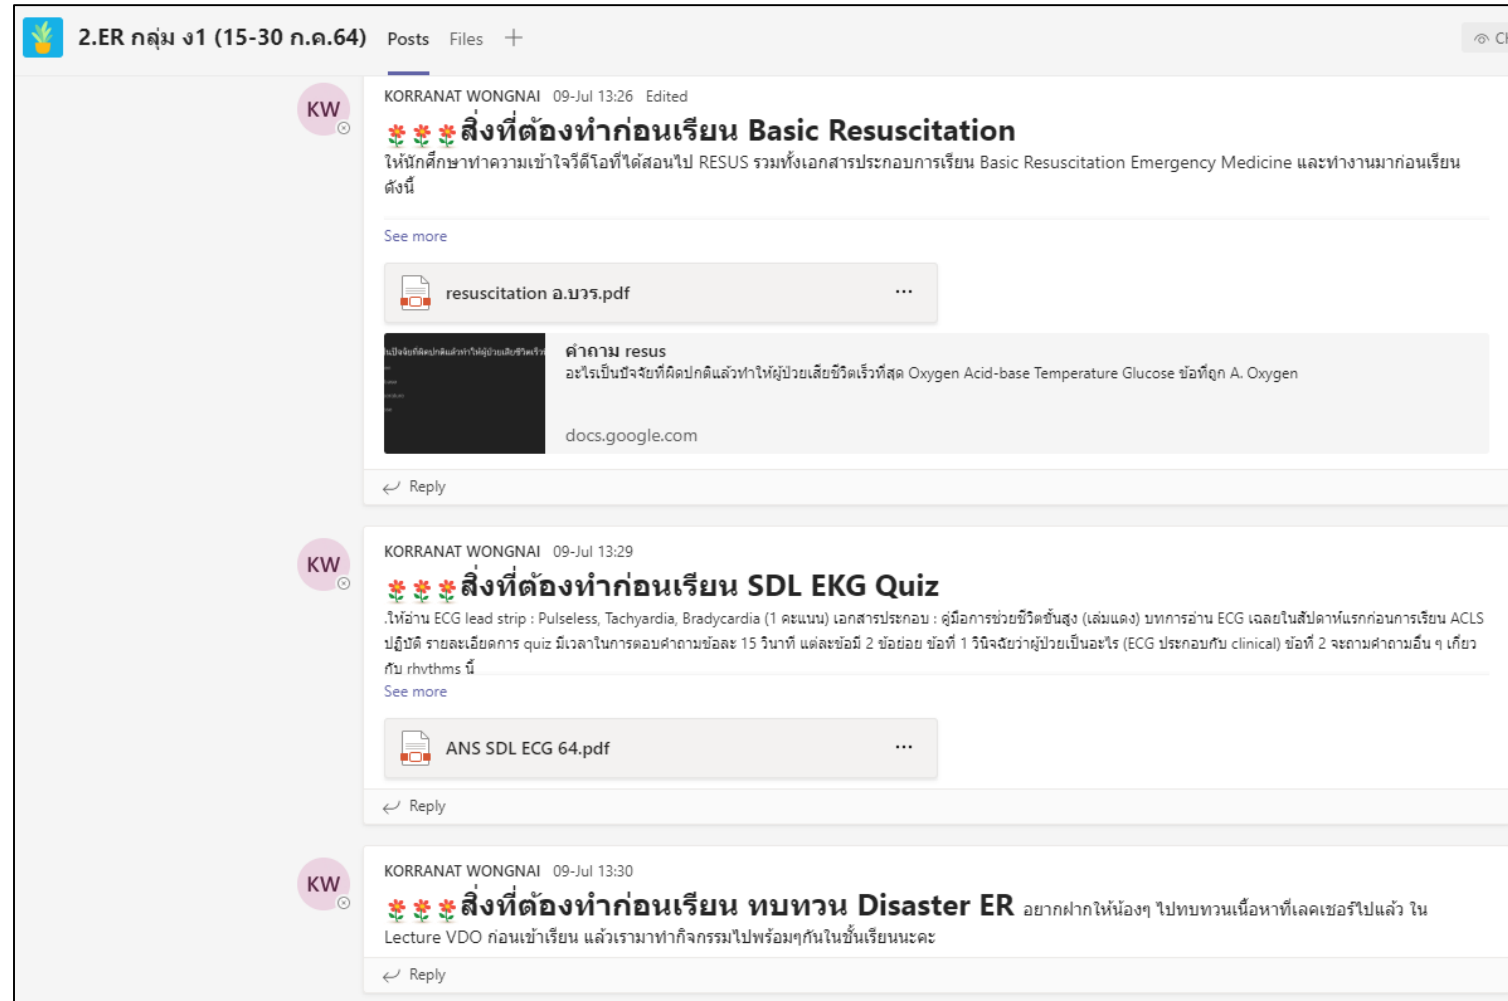 2.ER กลุ่ม ง1 (15-30 ก.ค.64) Posts Files
KW
KORRANAT WONGNAI 09-Jul 13:26 Edited
สิ่งที่ต้องทำก่อนเรียน Basic Resuscitation
ให้นักศึกษาทำความเข้าใจวีดีโอที่ได้สอนไป RESUS รวมทั้งเอกสารประกอบการเรียน Basic Resuscitation Emergency Medicine และทำงานมาก่อนเรียน
ดังนี้
See more
resuscitation อ.บวร.pdf
คำถาม resus
อะไรเป็นปัจจัยที่ผิดปกติแล้วทำให้ผู้ป่วยเสียชีวิตเร็วที่สุด Oxygen Acid-base Temperature Glucose ข้อที่ถูก A. Oxygen
docs.google.com
Reply
KW
KORRANAT WONGNAI 09-Jul 13:29
สิ่งที่ต้องทำก่อนเรียน SDL EKG Quiz
.ให้อ่าน ECG lead strip : Pulseless, Tachyardia, Bradycardia (1 คะแนน) เอกสารประกอบ : คู่มือการช่วยชีวิตขั้นสูง (เล่มแดง) บทการอ่าน ECG เฉลยในสัปดาห์แรกก่อนการเรียน ACLS
ปฏิบัติ รายละเอียดการ quiz มีเวลาในการตอบคำถามข้อละ 15 วินาที แต่ละข้อมี 2 ข้อย่อย ข้อที่ 1 วินิจฉัยว่าผู้ป่วยเป็นอะไร (ECG ประกอบกับ clinical) ข้อที่ 2 จะถามคำถามอื่น ๆ เกี่ยว
กับ rhythms นี้
See more
ANS SDL ECG 64.pdf
Reply
KW
KORRANAT WONGNAI 09-Jul 13:30
สิ่งที่ต้องทำก่อนเรียน ทบทวน Disaster ER อยากฝากให้น้องๆ ไปทบทวนเนื้อหาที่เลคเชอร์ไปแล้ว ใน
Lecture VDO ก่อนเข้าเรียน แล้วเรามาทำกิจกรรมไปพร้อมๆกันในชั้นเรียนนะคะ
Reply